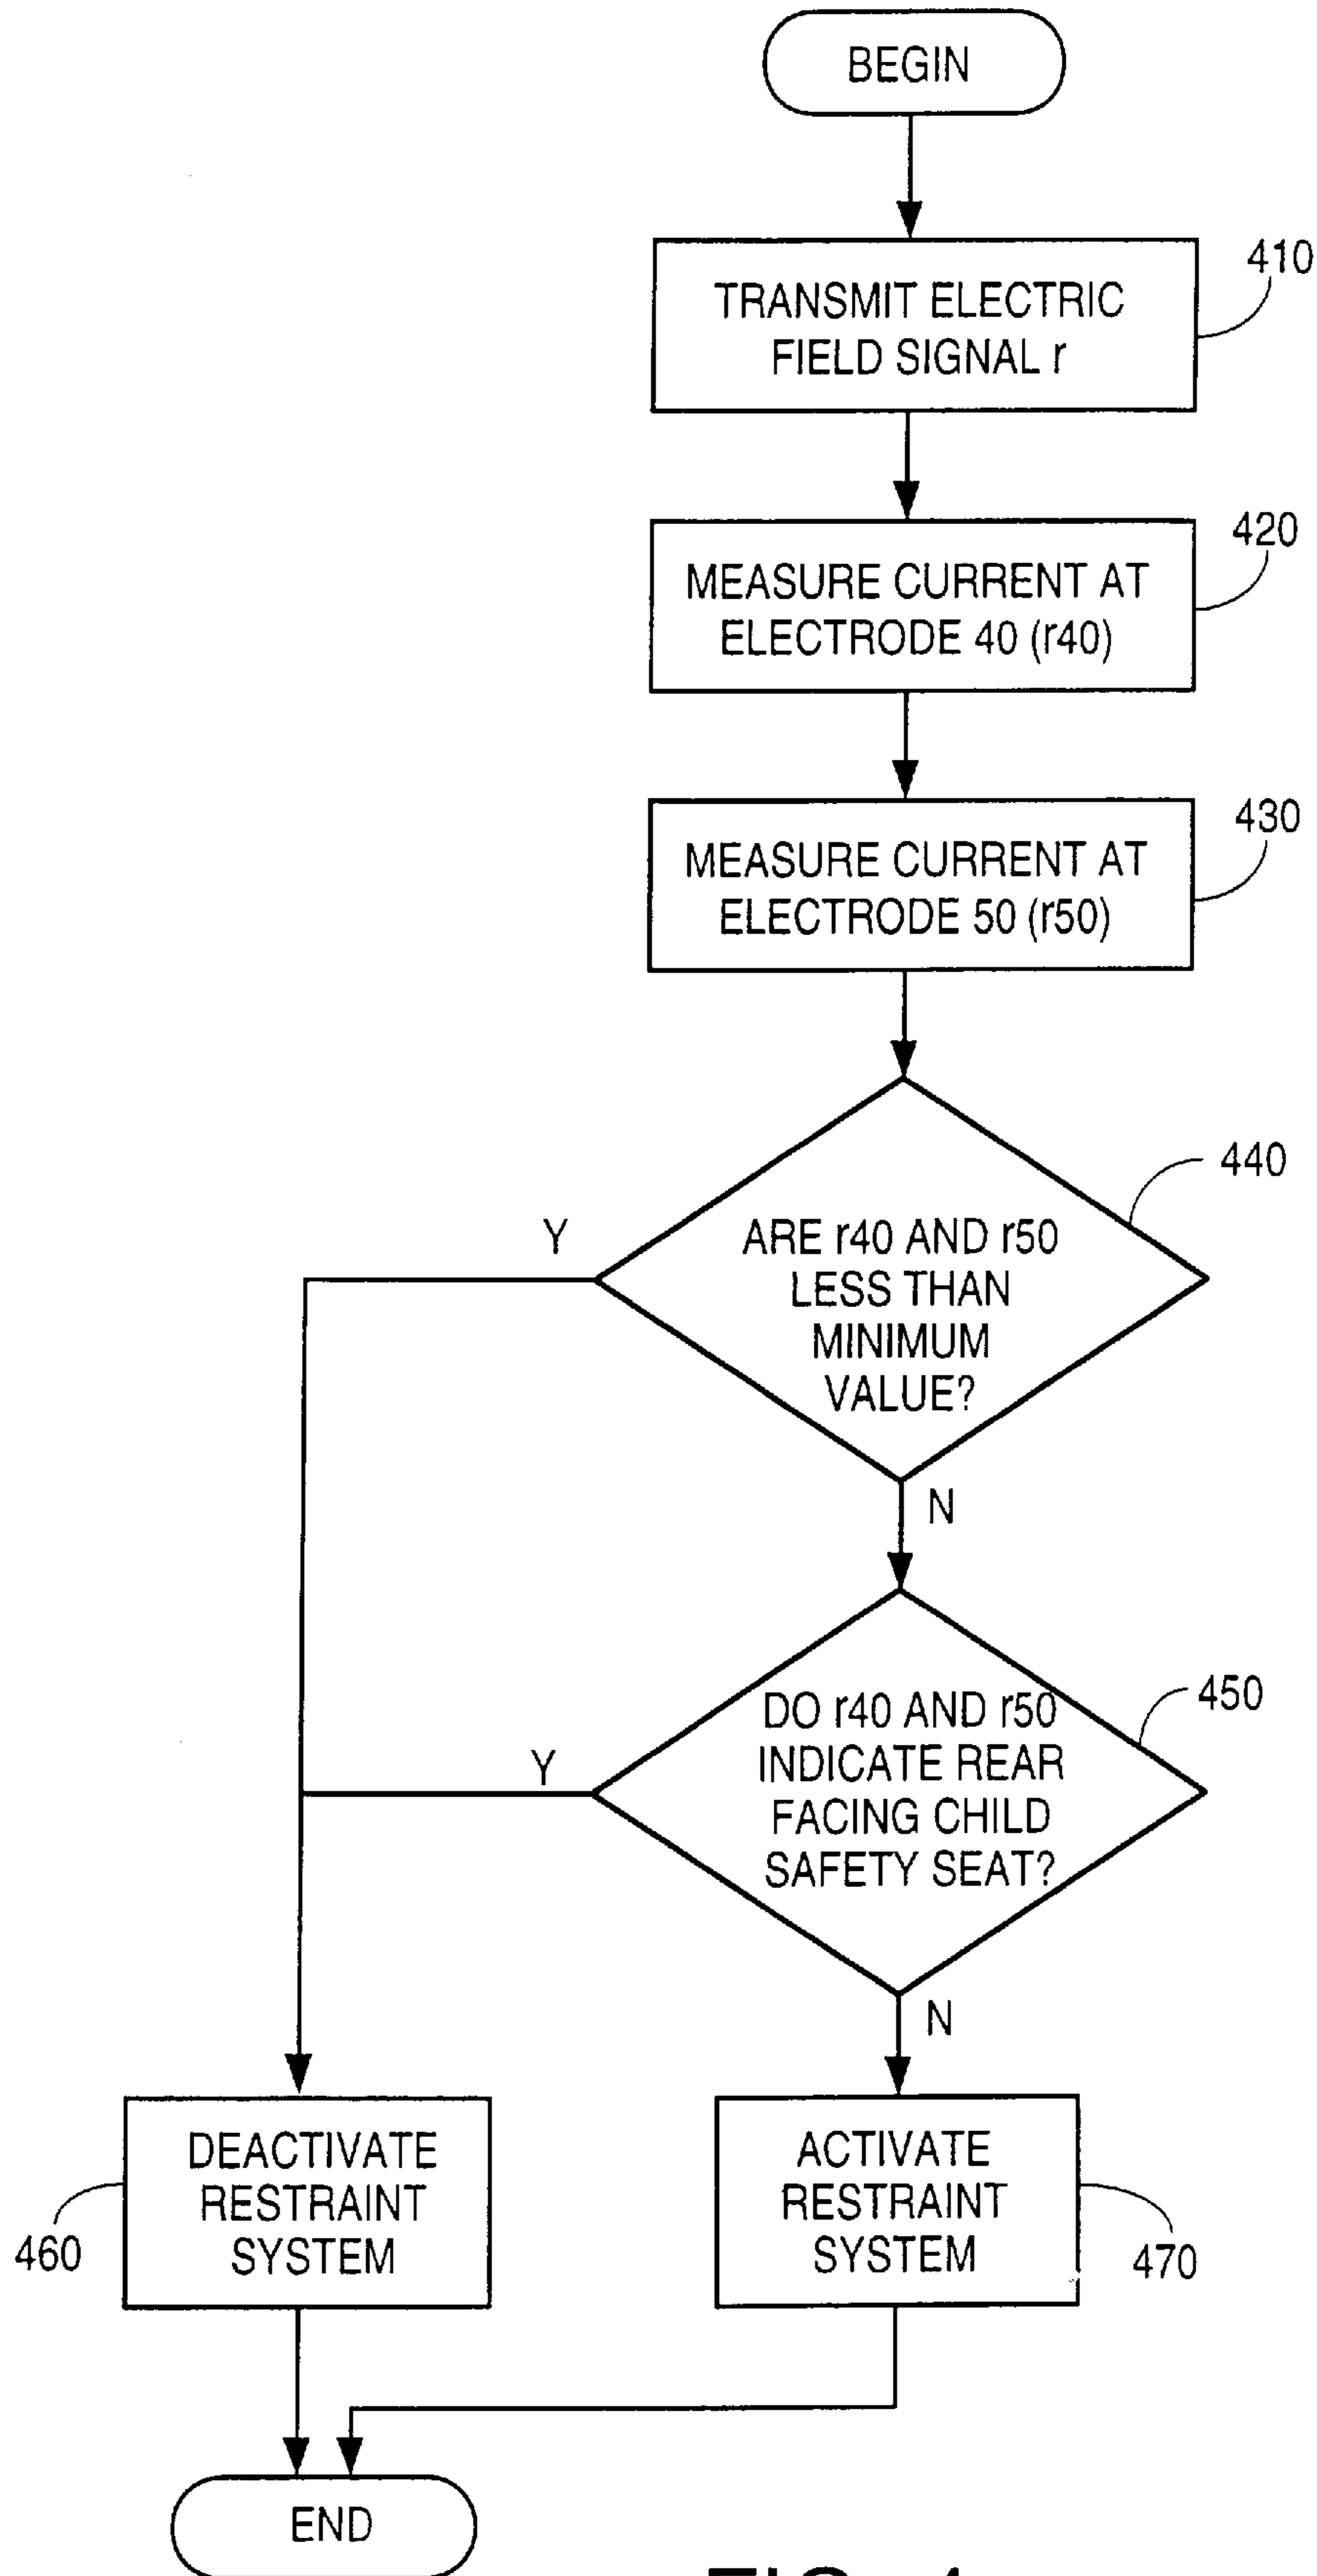 BEGIN
TRANSMIT ELECTRIC
FIELD SIGNAL r
410
MEASURE CURRENT AT
ELECTRODE 40 (r40)
420
MEASURE CURRENT AT
ELECTRODE 50 (r50)
430
440
ARE r40 AND r50
LESS THAN
MINIMUM
VALUE?
Y
N
450
DO r40 AND r50
INDICATE REAR
FACING CHILD
SAFETY SEAT?
Y
N
DEACTIVATE
RESTRAINT
SYSTEM
460
ACTIVATE
RESTRAINT
SYSTEM
470
END